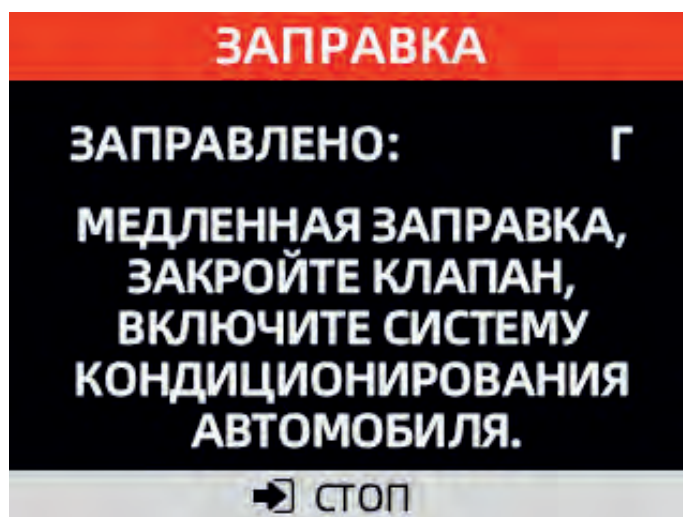 ЗАПРАВКА
ЗАПРАВЛЕНО: Г
МЕДЛЕННАЯ ЗАПРАВКА,
ЗАКРОЙТЕ КЛАПАН,
ВКЛЮЧИТЕ СИСТЕМУ
КОНДИЦИОНИРОВАНИЯ
АВТОМОБИЛЯ.
СТОП